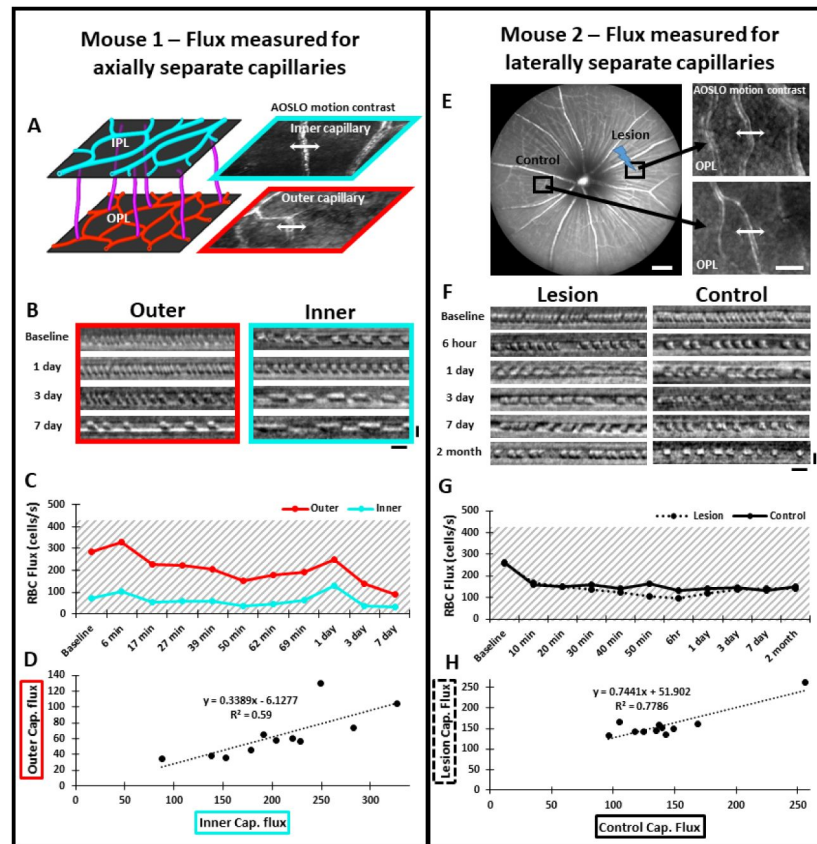 Mouse 1 – Flux measured for
axially separate capillaries
A
AOSLO motion contrast
IPL
Inner capillary
OPL
Outer capillary
B
Outer
Inner
Baseline
1 day
3 day
7 day
C
500
400
300
200
100
0
RBC Flux (cells/s)
Outer
Inner
Baseline
6 min
17 min
27 min
39 min
50 min
62 min
69 min
1 day
3 day
7 day
D
140
120
100
80
60
40
20
0
Outer Cap. flux
y = 0.3389x - 6.1277
R² = 0.59
0
50
100
150
200
250
300
Inner Cap. flux
Mouse 2 – Flux measured for
laterally separate capillaries
E
Lesion
Control
AOSLO motion contrast
OPL
OPL
F
Lesion
Control
Baseline
6 hour
1 day
3 day
7 day
2 month
G
500
400
300
200
100
0
RBC Flux (cells/s)
Lesion
Control
Baseline
10 min
20 min
30 min
40 min
50 min
6hr
1 day
3 day
7 day
2 month
H
250
200
150
100
50
0
Lesion Cap. flux
y = 0.7441x + 51.902
R² = 0.7786
0
50
100
150
200
250
Control Cap. Flux